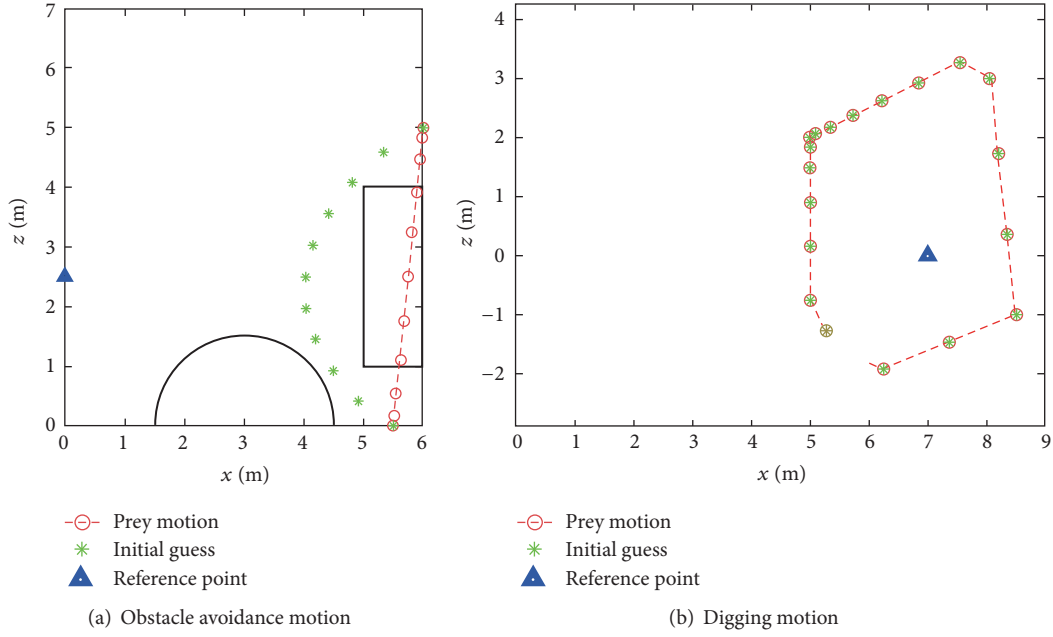 7
6
5
4
3
2
1
0
z (m)
0 1 2 3 4 5 6
x (m)
Prey motion
Initial guess
Reference point
(a) Obstacle avoidance motion
4
3
2
1
0
−1
−2
z (m)
0 1 2 3 4 5 6 7 8 9
x (m)
Prey motion
Initial guess
Reference point
(b) Digging motion